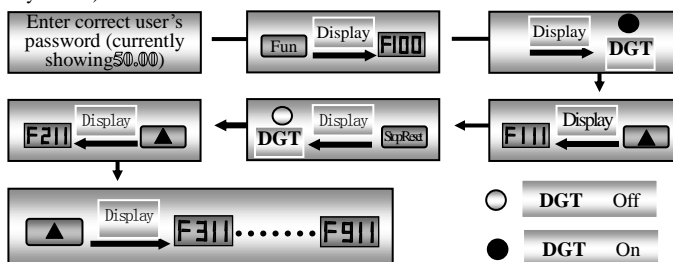 Enter correct user's
password (currently
showing50.00)
Fun
Display
F100
Display
DGT
F211
Display
▲
DGT
Display
Stop/Reset
F111
Display
▲
▲
Display
F311·······F911
DGT Off
DGT On